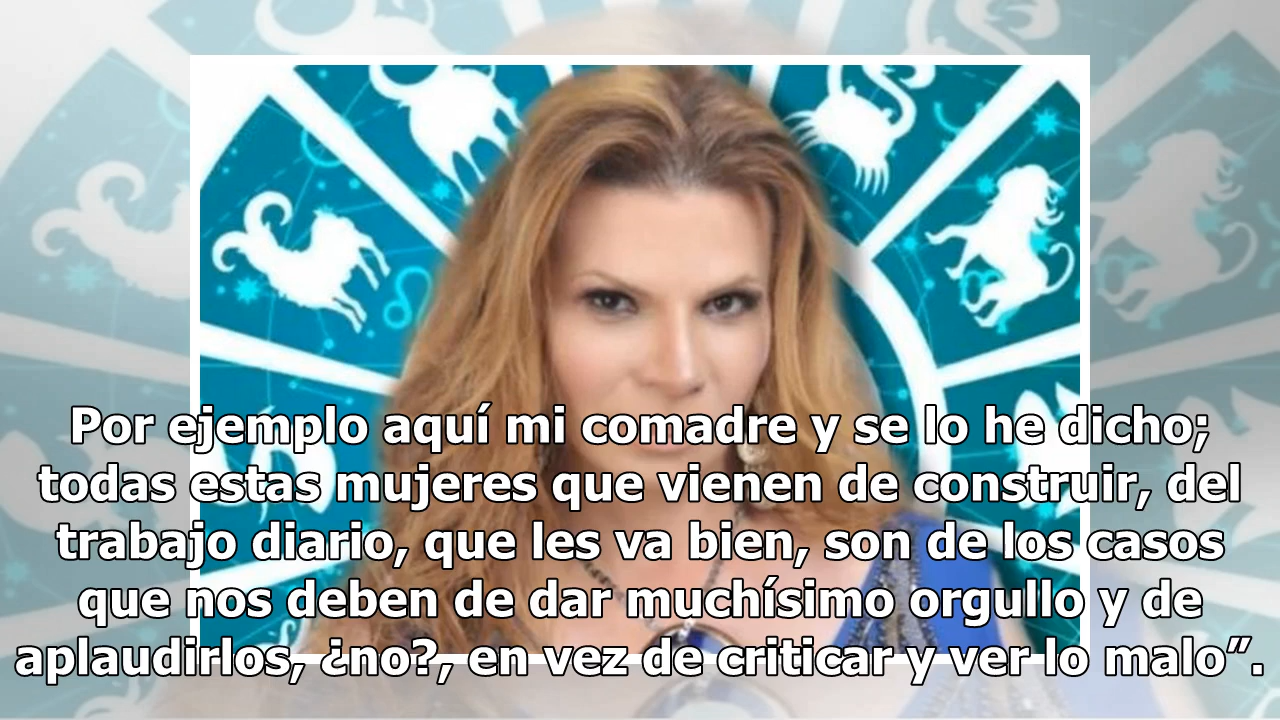 Por ejemplo aquí mi comadre y se lo he dicho;
todas estas mujeres que vienen de construir, del
trabajo diario, que les va bien, son de los casos
que nos deben de dar muchísimo orgullo y de
aplaudirlos, ¿no?, en vez de criticar y ver lo malo”.